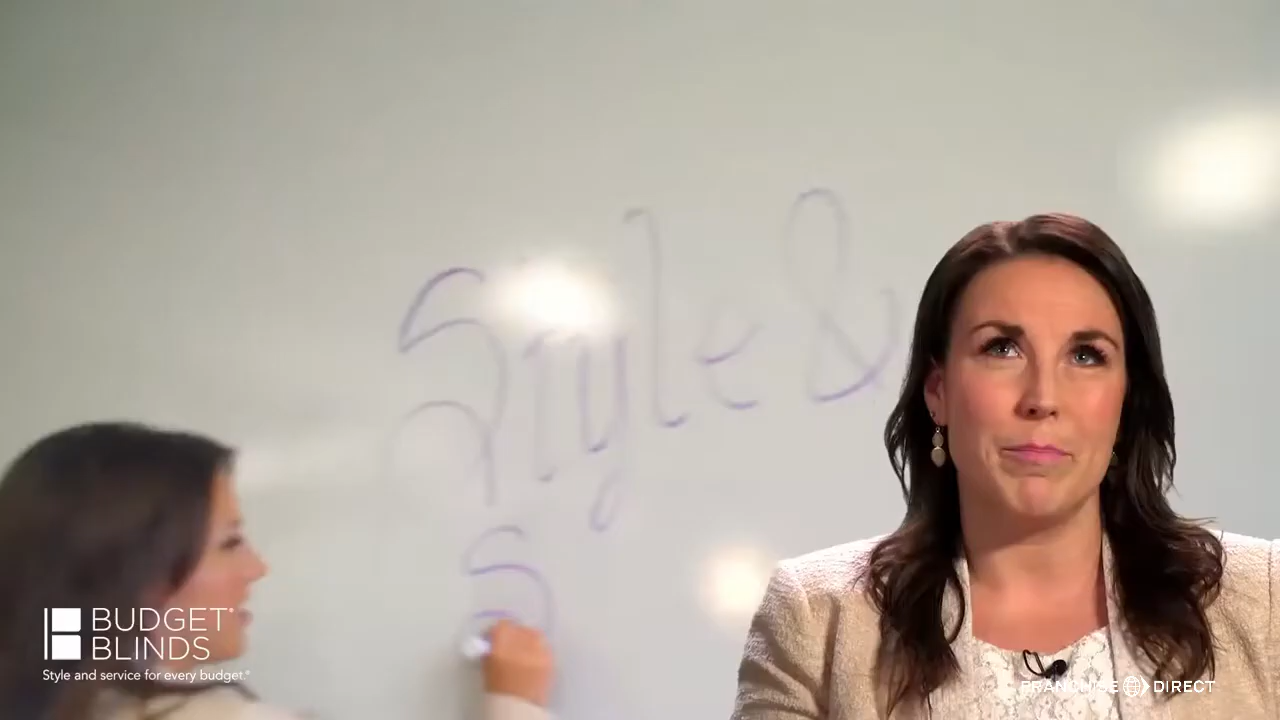 Style &
S
BUDGET
BLINDS
Style and service for every budget.®
FRANCHISE DIRECT